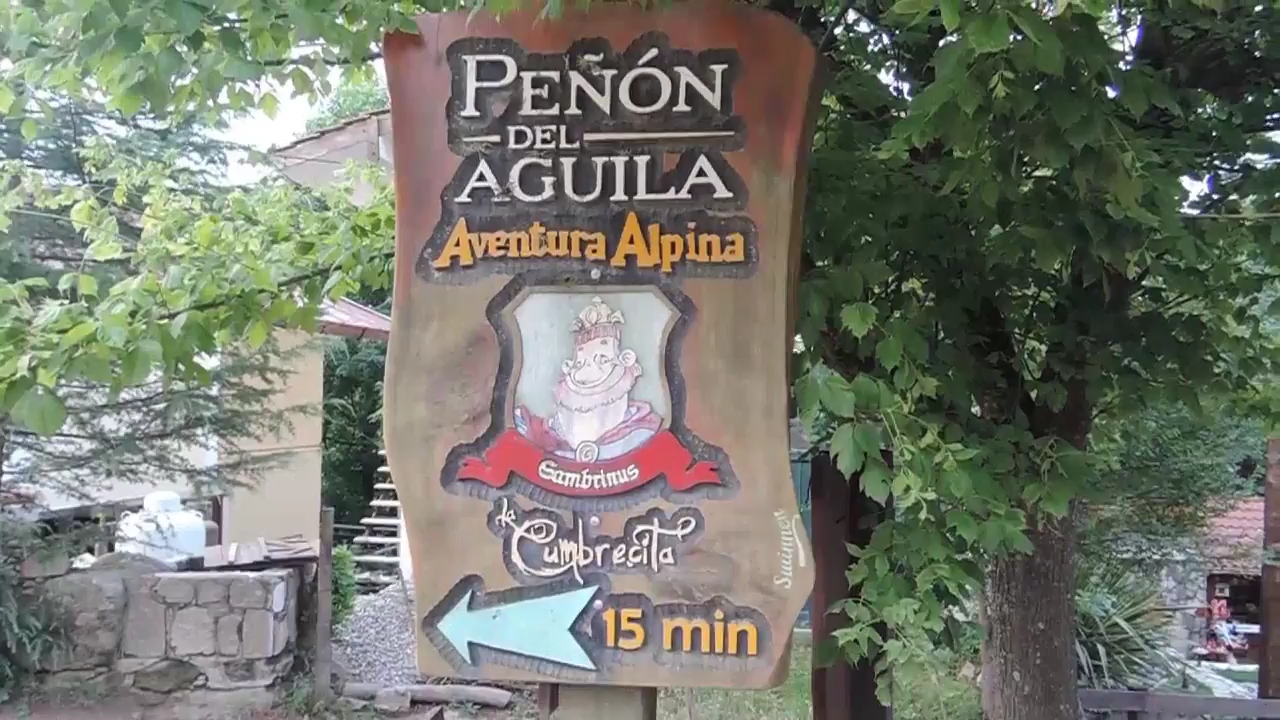 PEÑÓN
DEL
AGUILA
Aventura Alpina
Gambrinus
la Cumbrecita
15 min